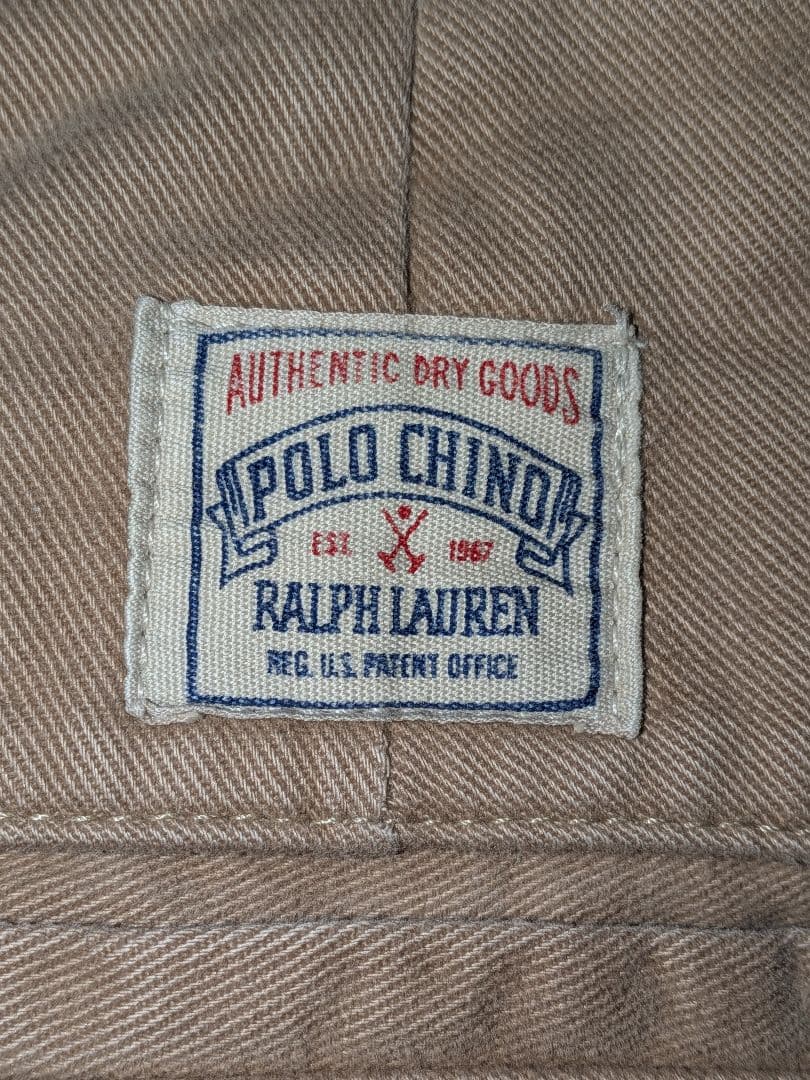 AUTHENTIC DRY GOODS
POLO CHINO
EST. 1967
RALPH LAUREN
REG. U.S. PATENT OFFICE